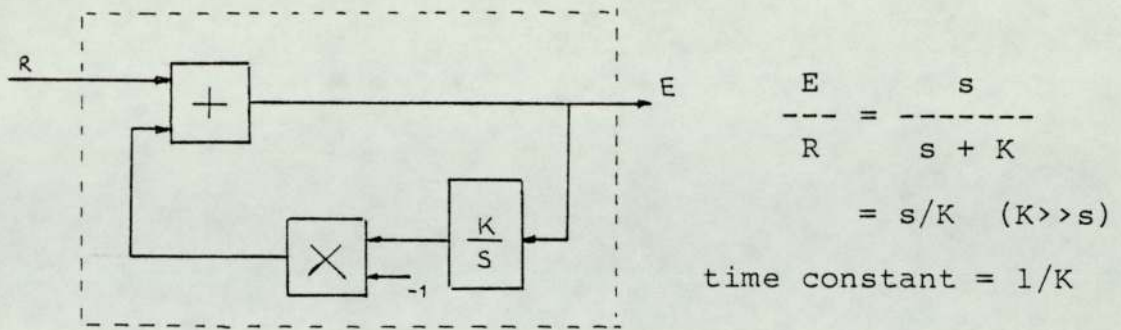 R
+
E
K
S
×
-1
E s
--- = -------
R s + K
= s/K (K>>s)
time constant = 1/K